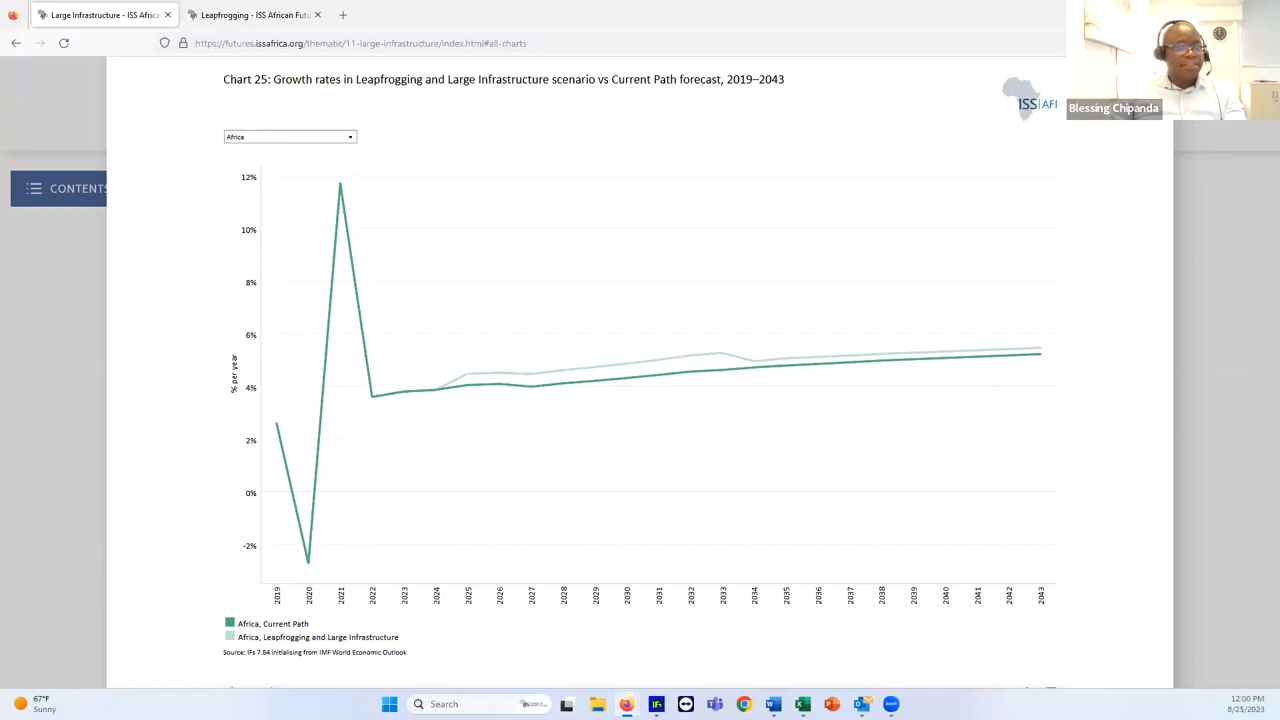 Large Infrastructure - ISS Africa
Leapfrogging - ISS African Futu
https://futures.issafrica.org/thematic/11-large-infrastructure/index.html#all-charts
Chart 25: Growth rates in Leapfrogging and Large Infrastructure scenario vs Current Path forecast, 2019–2043
ISS|AFI
Blessing Chipanda
Africa
CONTENTS
12%
10%
8%
6%
4%
2%
0%
-2%
% per year
2019 2020 2021 2022 2023 2024 2025 2026 2027 2028 2029 2030 2031 2032 2033 2034 2035 2036 2037 2038 2039 2040 2041 2042 2043
Africa, Current Path
Africa, Leapfrogging and Large Infrastructure
Source: IFs 7.84 initialising from IMF World Economic Outlook
67°F
Sunny
Search
IFs
12:00 PM
8/25/2023